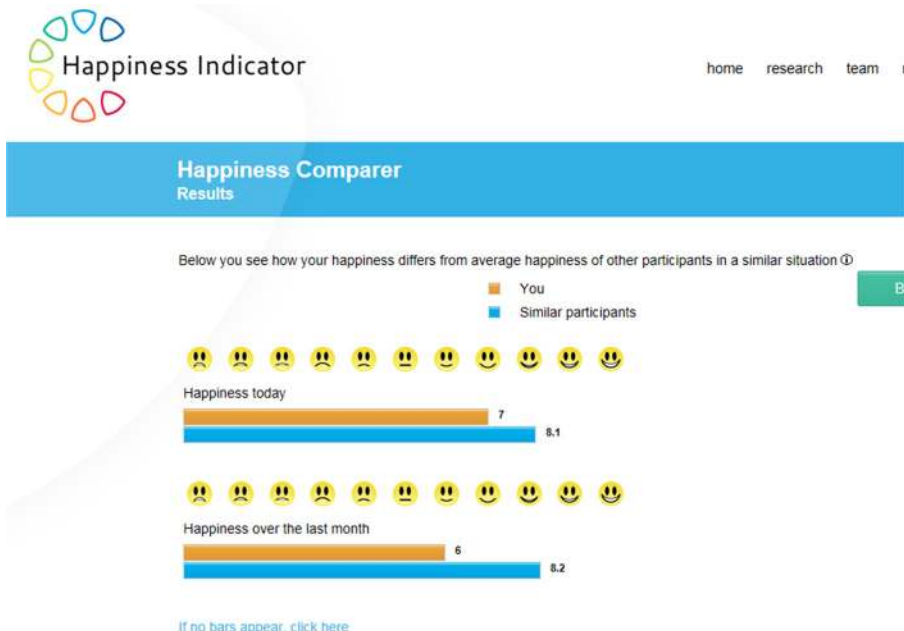 Happiness Indicator
home research team
Happiness Comparer
Results
Below you see how your happiness differs from average happiness of other participants in a similar situation
You
Similar participants
Happiness today
7
8.1
Happiness over the last month
6
8.2
If no bars appear, click here